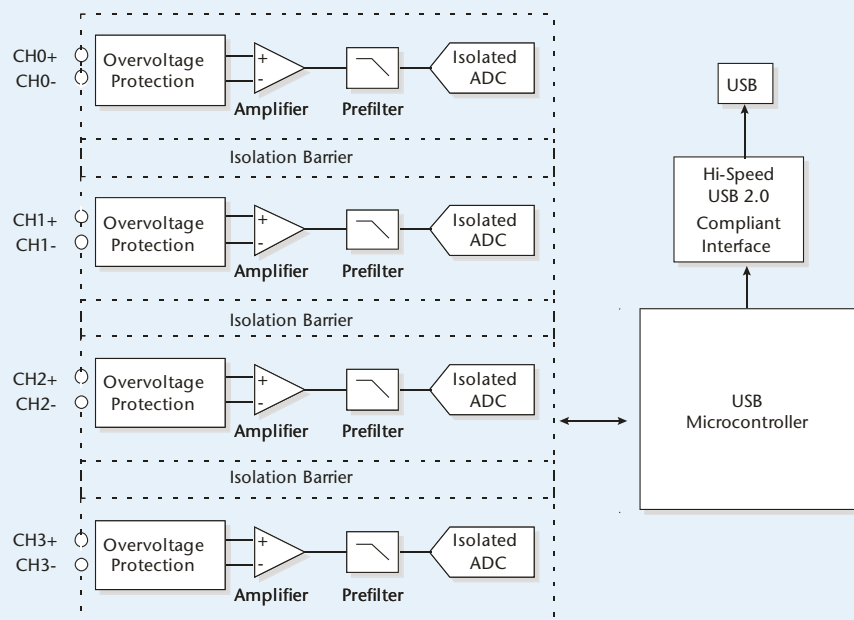 CH0+
CH0-
Overvoltage
Protection
+
-
Amplifier
Prefilter
Isolated
ADC
Isolation Barrier
CH1+
CH1-
Overvoltage
Protection
+
-
Amplifier
Prefilter
Isolated
ADC
Isolation Barrier
CH2+
CH2-
Overvoltage
Protection
+
-
Amplifier
Prefilter
Isolated
ADC
Isolation Barrier
CH3+
CH3-
Overvoltage
Protection
+
-
Amplifier
Prefilter
Isolated
ADC
USB
Hi-Speed
USB 2.0
Compliant
Interface
USB
Microcontroller